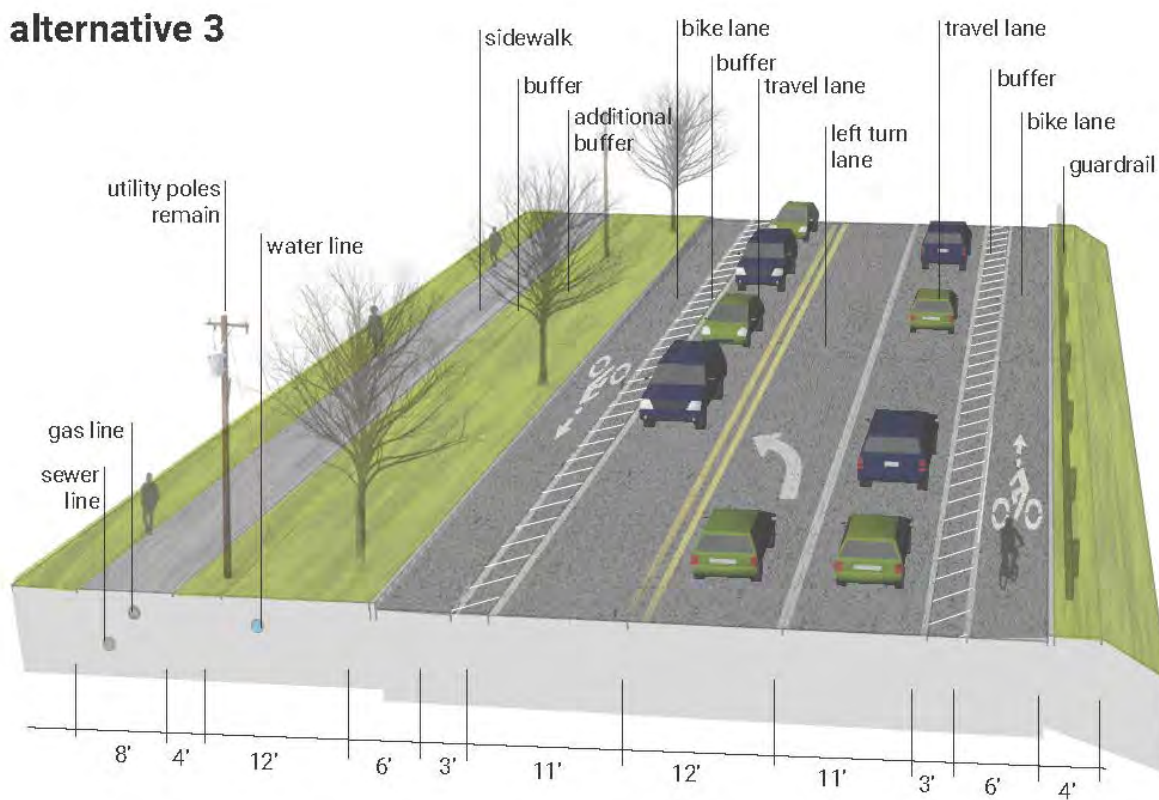 alternative 3
sidewalk
buffer
additional
buffer
bike lane
buffer
travel lane
left turn
lane
travel lane
buffer
bike lane
guardrail
utility poles
remain
water line
gas line
sewer
line
8'
4'
12'
6'
3'
11'
12'
11'
3'
6'
4'